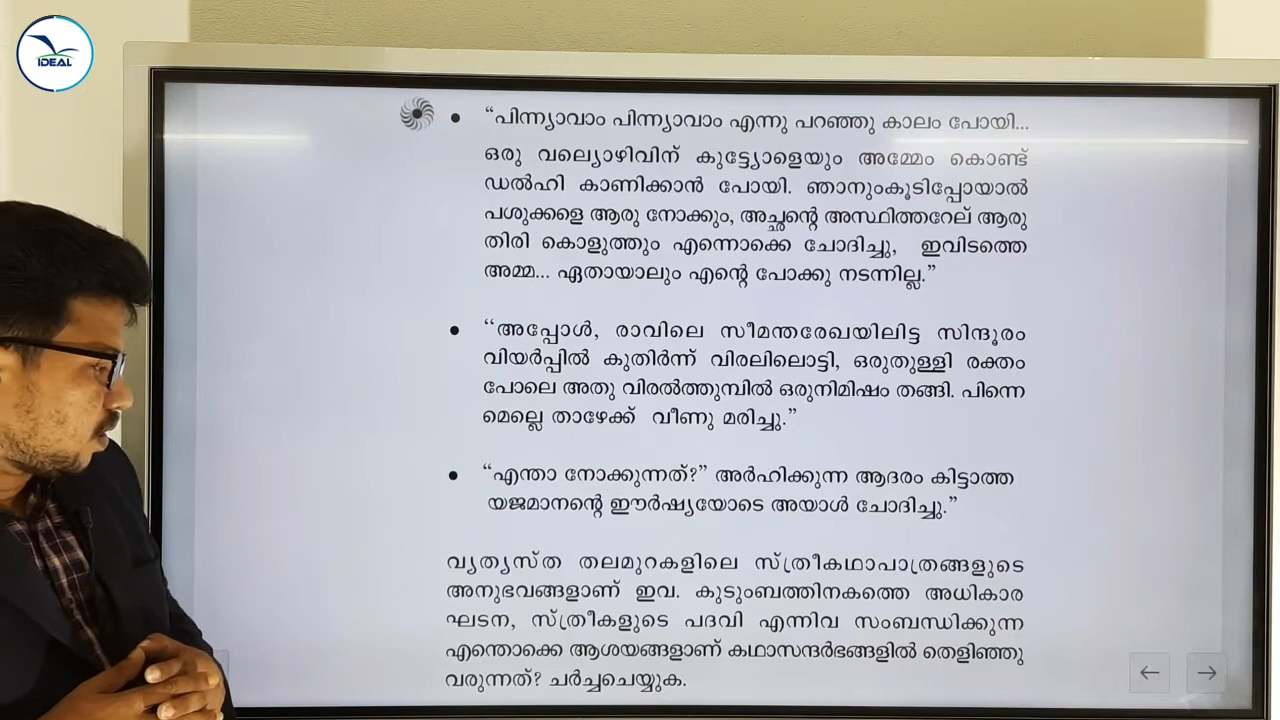 IDEAL
• “പിന്ന്യാവാം പിന്ന്യാവാം എന്നു പറഞ്ഞു കാലം പോയി...
ഒരു വല്യൊഴിവിന് കുട്ട്യോളെയും അമ്മേം കൊണ്ട്
ഡൽഹി കാണിക്കാൻ പോയി. ഞാനുംകൂടിപ്പോയാൽ
പശുക്കളെ ആരു നോക്കും, അച്ഛന്റെ അസ്ഥിത്തറേല് ആരു
തിരി കൊളുത്തും എന്നൊക്കെ ചോദിച്ചു, ഇവിടത്തെ
അമ്മ... ഏതായാലും എന്റെ പോക്കു നടന്നില്ല.”
• “അപ്പോൾ, രാവിലെ സീമന്തരേഖയിലിട്ട സിന്ദൂരം
വിയർപ്പിൽ കുതിർന്ന് വിരലിലൊട്ടി, ഒരുതുള്ളി രക്തം
പോലെ അതു വിരൽത്തുമ്പിൽ ഒരുനിമിഷം തങ്ങി. പിന്നെ
മെല്ലെ താഴേക്ക് വീണു മരിച്ചു.”
• “എന്താ നോക്കുന്നത്?” അർഹിക്കുന്ന ആദരം കിട്ടാത്ത
യജമാനന്റെ ഈർഷ്യയോടെ അയാൾ ചോദിച്ചു.”
വ്യത്യസ്ത തലമുറകളിലെ സ്ത്രീകഥാപാത്രങ്ങളുടെ
അനുഭവങ്ങളാണ് ഇവ. കുടുംബത്തിനകത്തെ അധികാര
ഘടന, സ്ത്രീകളുടെ പദവി എന്നിവ സംബന്ധിക്കുന്ന
എന്തൊക്കെ ആശയങ്ങളാണ് കഥാസന്ദർഭങ്ങളിൽ തെളിഞ്ഞു
വരുന്നത്? ചർച്ചചെയ്യുക.